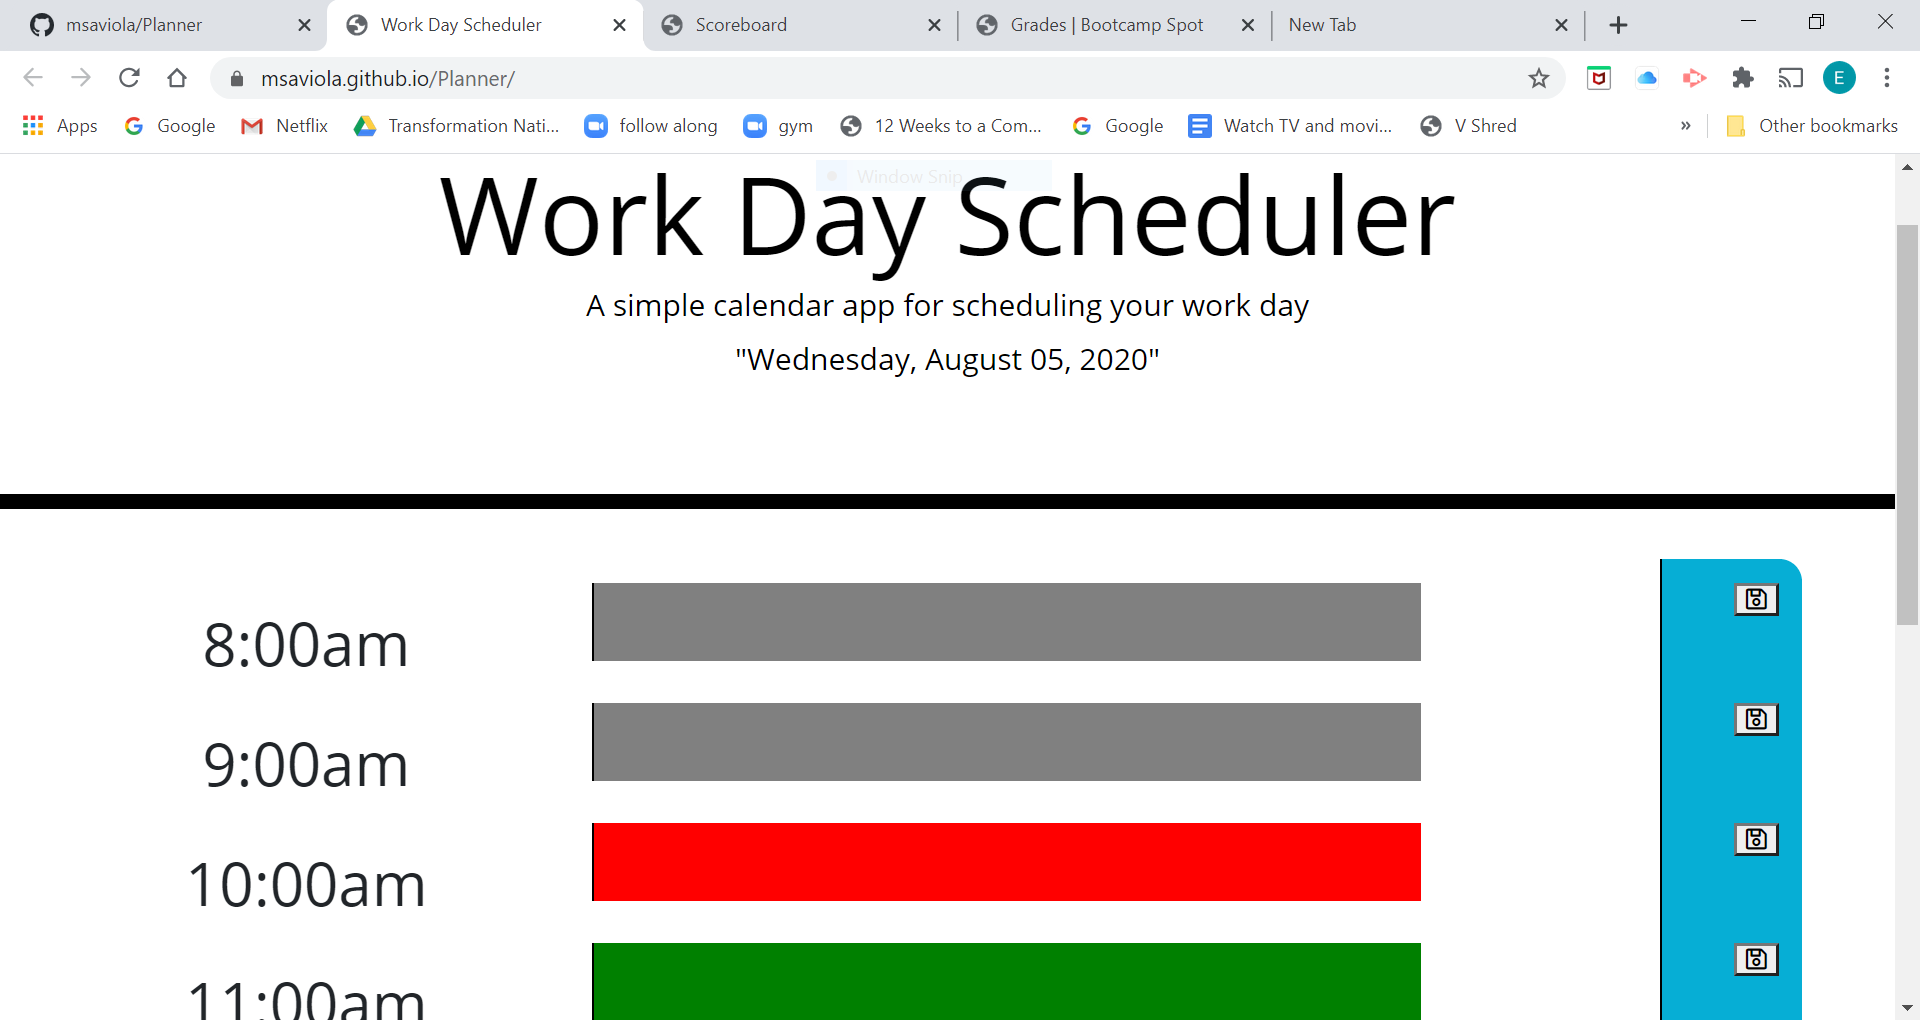 msaviola/Planner
Work Day Scheduler
Scoreboard
Grades | Bootcamp Spot
New Tab
msaviola.github.io/Planner/
E
Apps
Google
Netflix
Transformation Nati...
follow along
gym
12 Weeks to a Com...
Google
Watch TV and movi...
V Shred
»
Other bookmarks
Window Snip
Work Day Scheduler
A simple calendar app for scheduling your work day
"Wednesday, August 05, 2020"
8:00am
9:00am
10:00am
11:00am